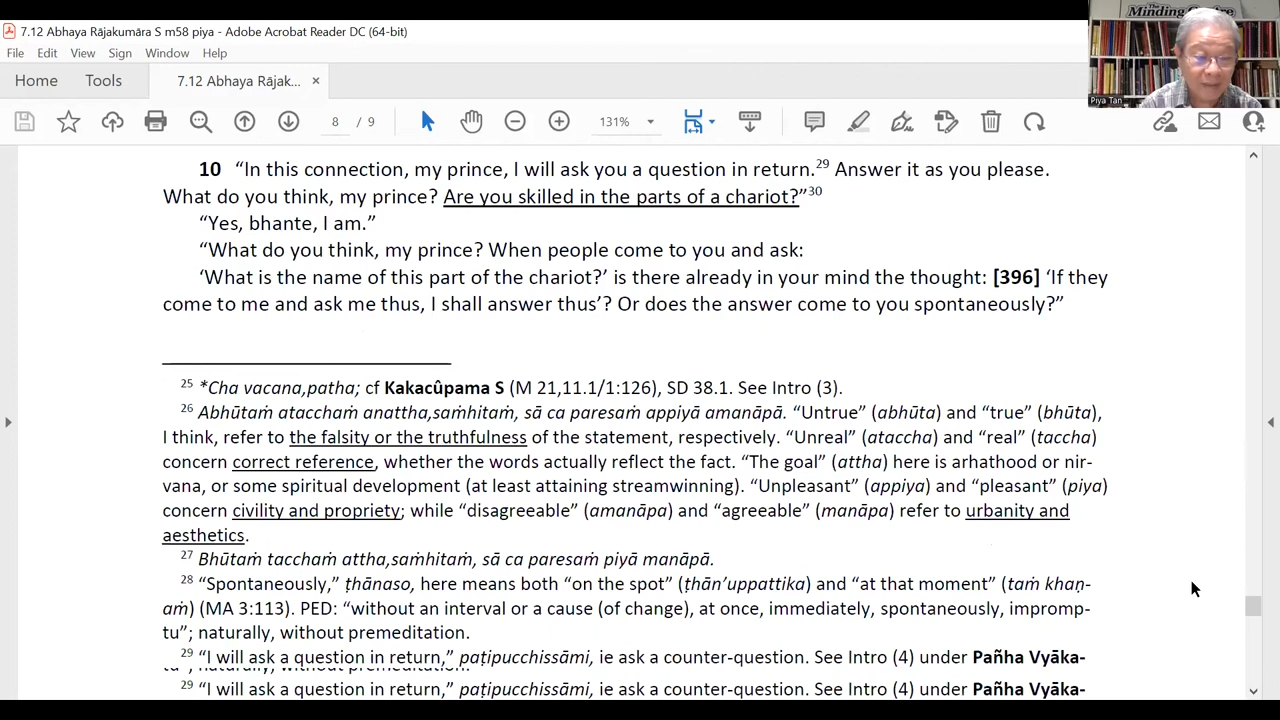 7.12 Abhaya Rājakumāra S m58 piya - Adobe Acrobat Reader DC (64-bit)
File Edit View Sign Window Help
Home Tools 7.12 Abhaya Rājak... ×
8 / 9 131%
The Minding Centre
Piya Tan
10 “In this connection, my prince, I will ask you a question in return.29 Answer it as you please.
What do you think, my prince? Are you skilled in the parts of a chariot?”30
“Yes, bhante, I am.”
“What do you think, my prince? When people come to you and ask:
‘What is the name of this part of the chariot?’ is there already in your mind the thought: [396] ‘If they
come to me and ask me thus, I shall answer thus’? Or does the answer come to you spontaneously?”
25 *Cha vacana,patha; cf Kakacûpama S (M 21,11.1/1:126), SD 38.1. See Intro (3).
26 Abhūtaṁ atacchaṁ anattha,saṁhitaṁ, sā ca paresaṁ appiyā amanāpā. “Untrue” (abhūta) and “true” (bhūta),
I think, refer to the falsity or the truthfulness of the statement, respectively. “Unreal” (ataccha) and “real” (taccha)
concern correct reference, whether the words actually reflect the fact. “The goal” (attha) here is arhathood or nir-
vana, or some spiritual development (at least attaining streamwinning). “Unpleasant” (appiya) and “pleasant” (piya)
concern civility and propriety; while “disagreeable” (amanāpa) and “agreeable” (manāpa) refer to urbanity and
aesthetics.
27 Bhūtaṁ tacchaṁ attha,saṁhitaṁ, sā ca paresaṁ piyā manāpā.
28 “Spontaneously,” ṭhānaso, here means both “on the spot” (ṭhān’uppattika) and “at that moment” (taṁ khaṇ-
aṁ) (MA 3:113). PED: “without an interval or a cause (of change), at once, immediately, spontaneously, impromp-
tu”; naturally, without premeditation.
29 “I will ask a question in return,” paṭipucchissāmi, ie ask a counter-question. See Intro (4) under Pañha Vyāka-
tu”; naturally, without premeditation.
29 “I will ask a question in return,” paṭipucchissāmi, ie ask a counter-question. See Intro (4) under Pañha Vyāka-